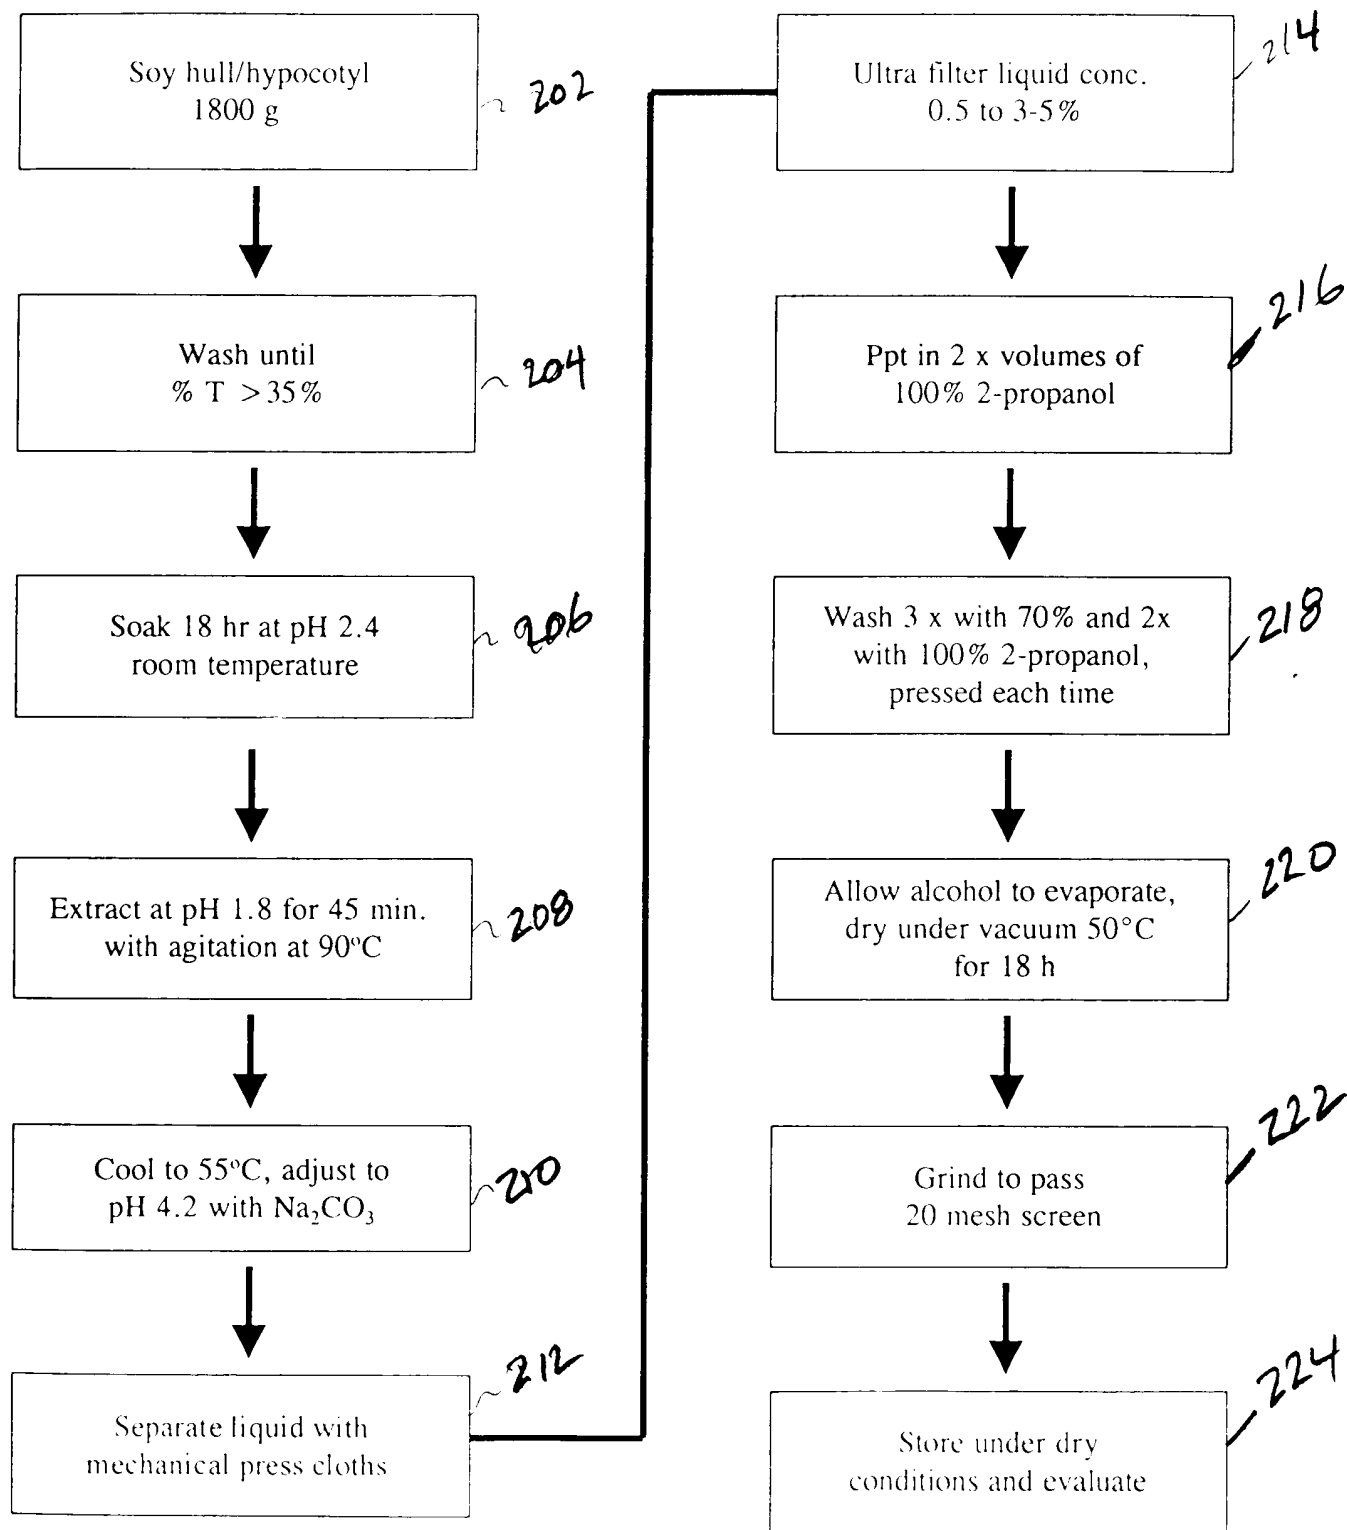 Soy hull/hypocotyl
1800 g
202
Wash until
% T >35%
204
Soak 18 hr at pH 2.4
room temperature
206
Extract at pH 1.8 for 45 min.
with agitation at 90°C
208
Cool to 55°C, adjust to
pH 4.2 with Na₂CO₃
210
Separate liquid with
mechanical press cloths
212
Ultra filter liquid conc.
0.5 to 3-5%
214
Ppt in 2 x volumes of
100% 2-propanol
216
Wash 3 x with 70% and 2x
with 100% 2-propanol,
pressed each time
218
Allow alcohol to evaporate,
dry under vacuum 50°C
for 18 h
220
Grind to pass
20 mesh screen
222
Store under dry
conditions and evaluate
224